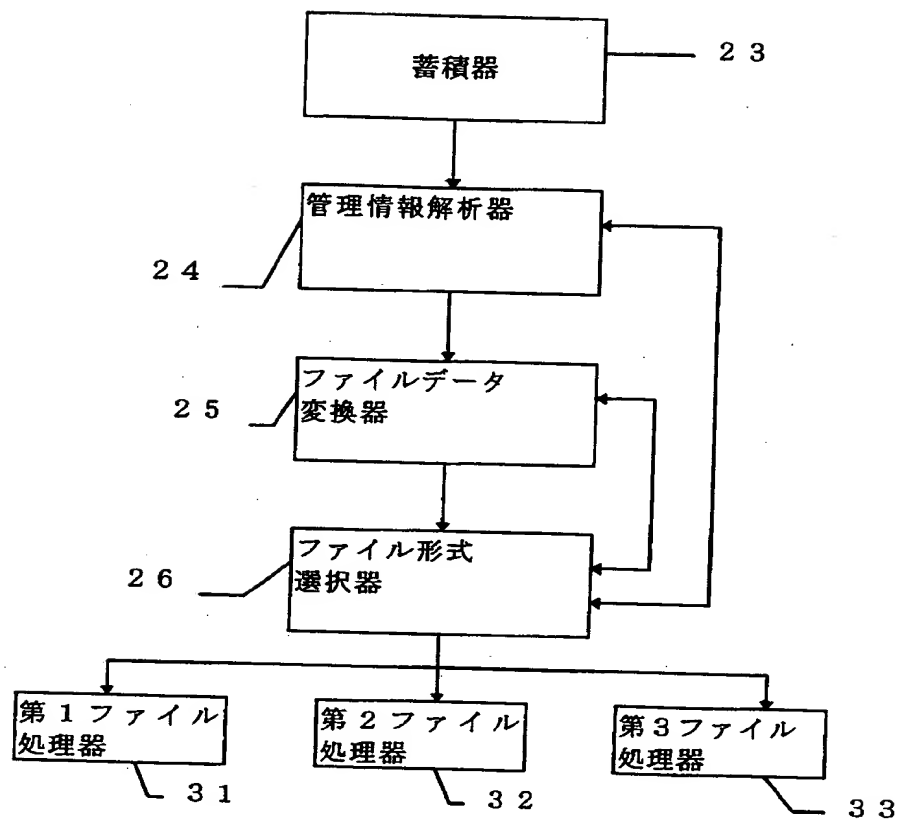 蓄積器
２３
管理情報解析器
２４
ファイルデータ
変換器
２５
ファイル形式
選択器
２６
第１ファイル
処理器
３１
第２ファイル
処理器
３２
第３ファイル
処理器
３３